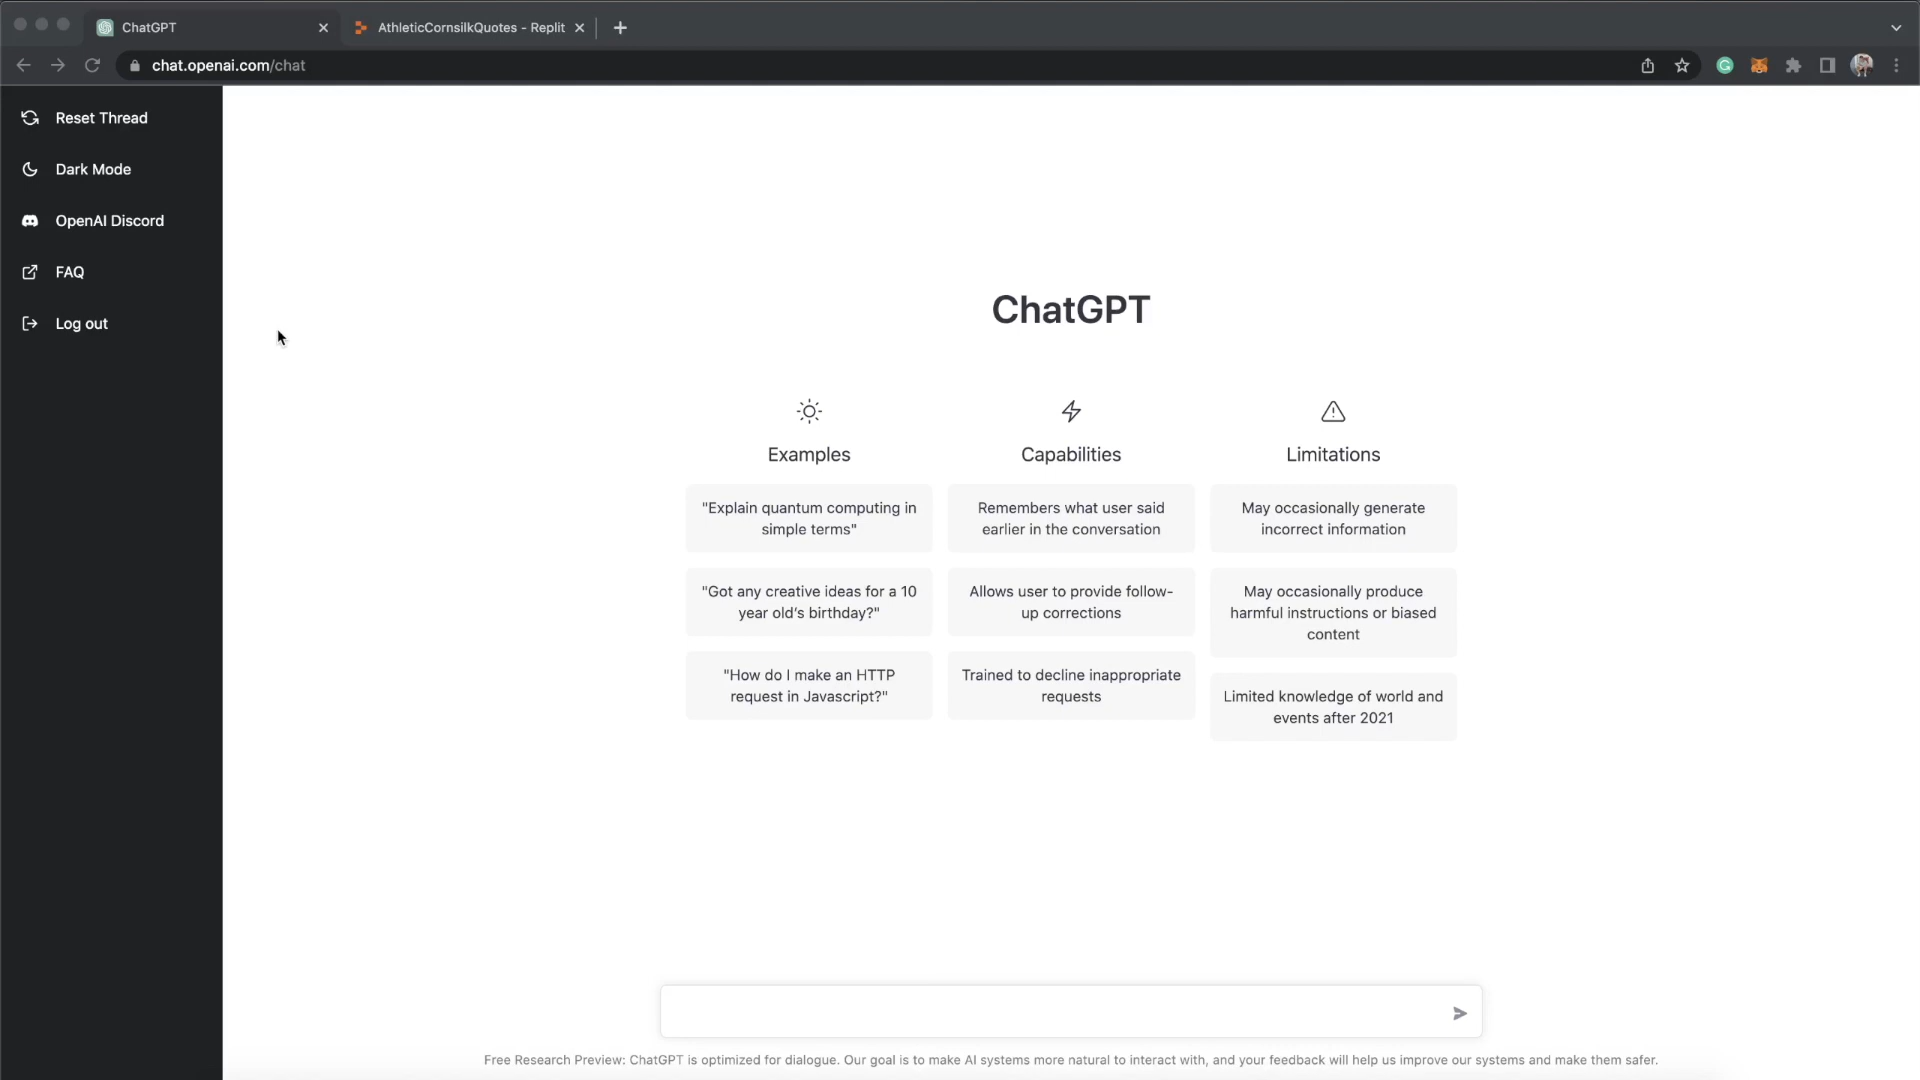 ChatGPT
AthleticCornsilkQuotes - Replit
chat.openai.com/chat
Reset Thread
Dark Mode
OpenAI Discord
FAQ
Log out
ChatGPT
Examples
"Explain quantum computing in
simple terms"
"Got any creative ideas for a 10
year old's birthday?"
"How do I make an HTTP
request in Javascript?"
Capabilities
Remembers what user said
earlier in the conversation
Allows user to provide follow-
up corrections
Trained to decline inappropriate
requests
Limitations
May occasionally generate
incorrect information
May occasionally produce
harmful instructions or biased
content
Limited knowledge of world and
events after 2021
Free Research Preview: ChatGPT is optimized for dialogue. Our goal is to make AI systems more natural to interact with, and your feedback will help us improve our systems and make them safer.